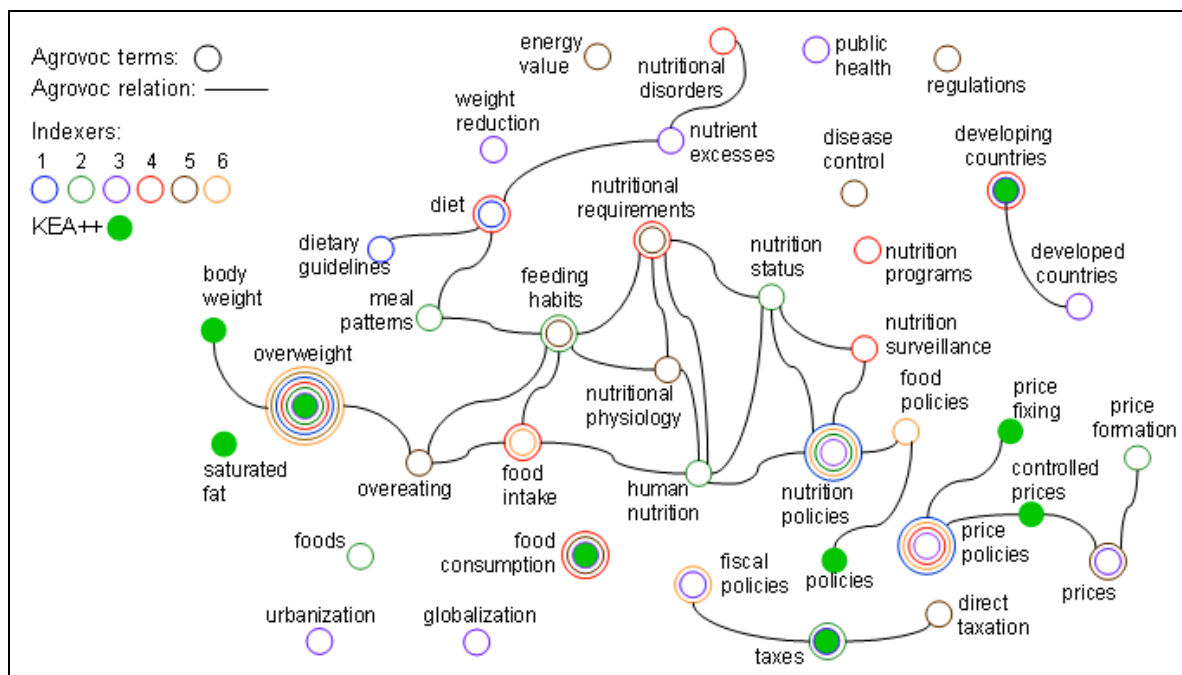 Agrovoc terms:
Agrovoc relation:
Indexers:
1 2 3 4 5 6
KEA++
energy
value
nutritional
disorders
public
health
regulations
weight
reduction
nutrient
excesses
disease
control
developing
countries
diet
nutritional
requirements
dietary
guidelines
nutrition
status
nutrition
programs
developed
countries
body
weight
meal
patterns
feeding
habits
nutrition
surveillance
overweight
nutritional
physiology
food
policies
price
fixing
price
formation
saturated
fat
overeating
food
intake
human
nutrition
nutrition
policies
controlled
prices
foods
food
consumption
fiscal
policies
policies
price
policies
prices
urbanization
globalization
taxes
direct
taxation